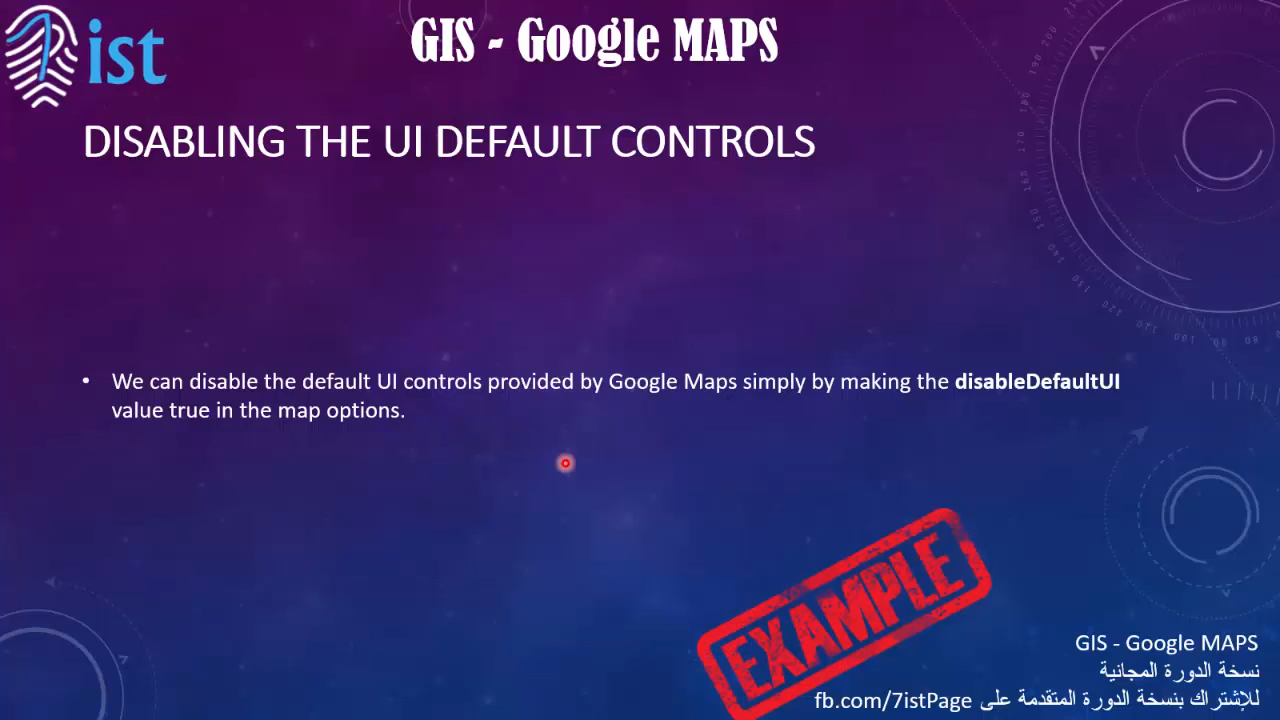 ist
GIS - Google MAPS
DISABLING THE UI DEFAULT CONTROLS
• We can disable the default UI controls provided by Google Maps simply by making the disableDefaultUI
value true in the map options.
EXAMPLE
GIS - Google MAPS
نسخة الدورة المجانية
للإشتراك بنسخة الدورة المتقدمة على fb.com/7istPage